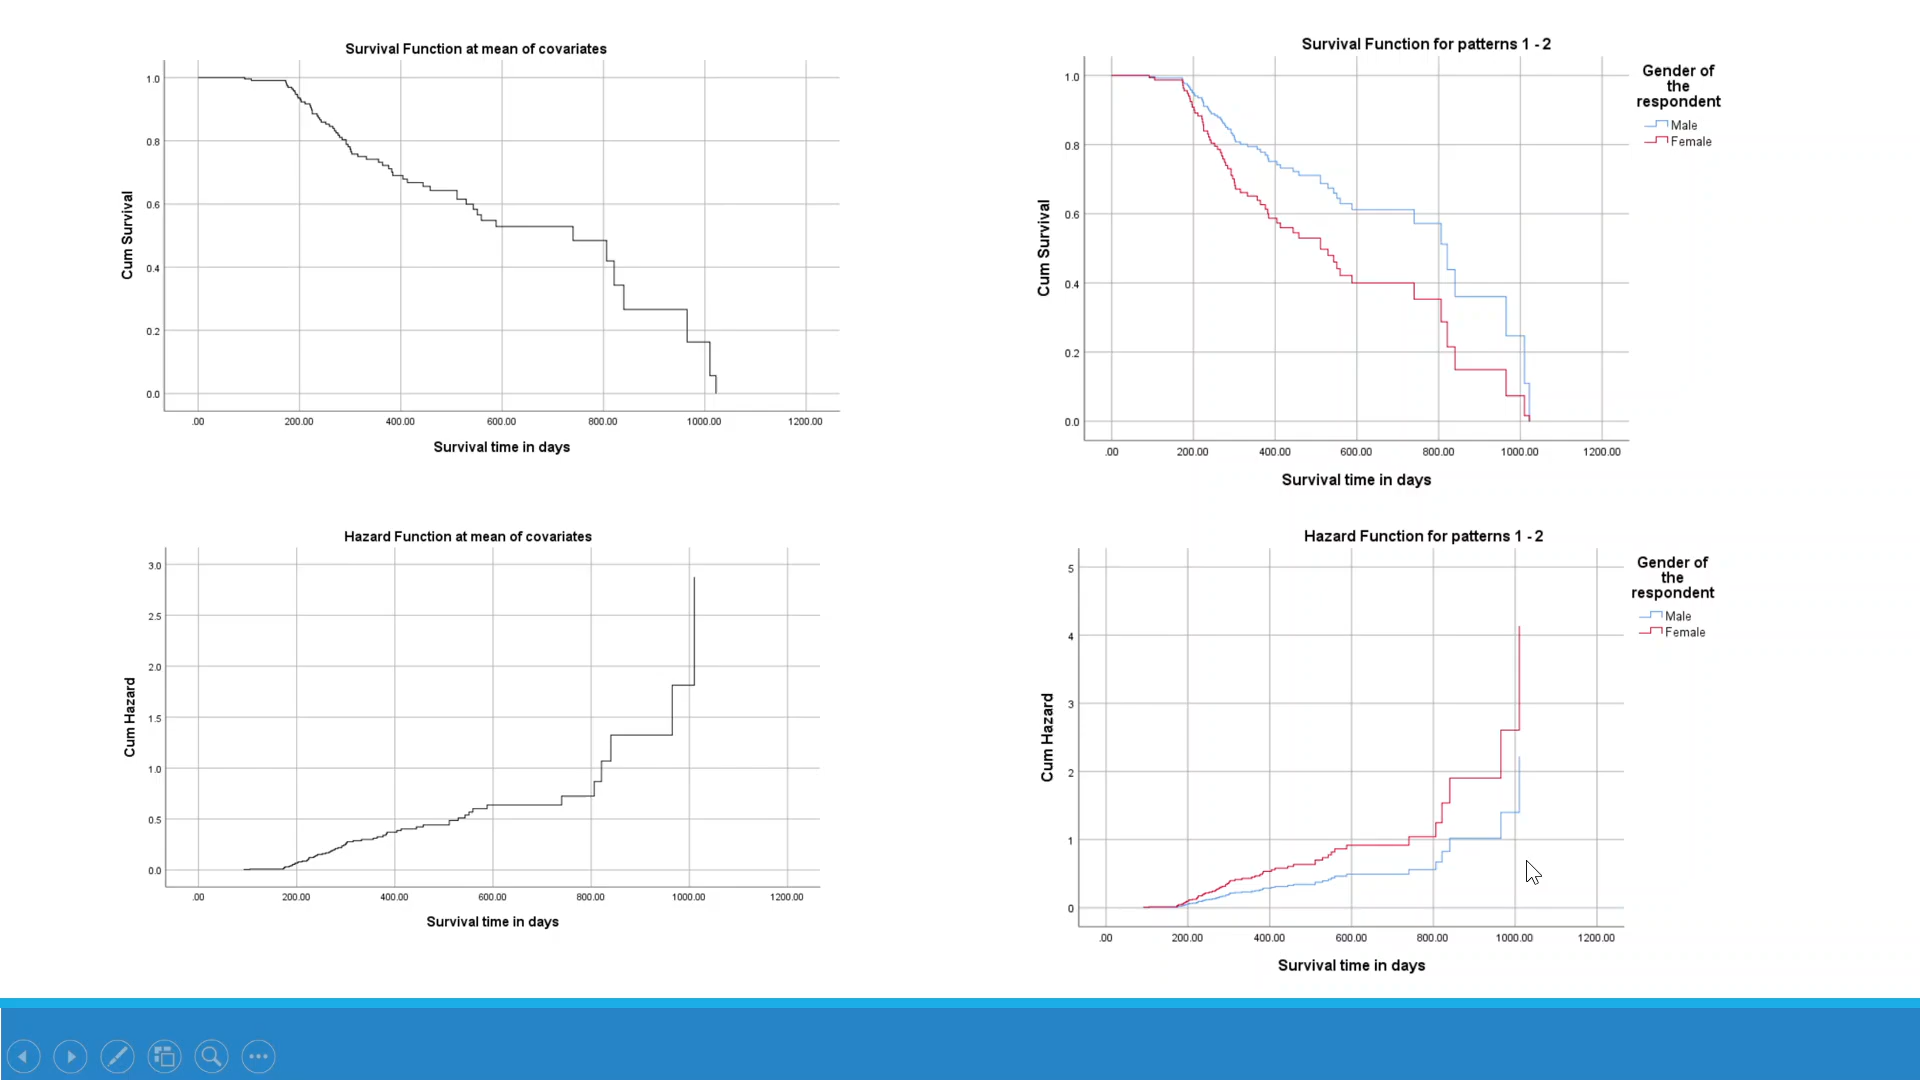 Survival Function at mean of covariates
Cum Survival
1.0
0.8
0.6
0.4
0.2
0.0
.00 200.00 400.00 600.00 800.00 1000.00 1200.00
Survival time in days
Survival Function for patterns 1 - 2
Cum Survival
1.0
0.8
0.6
0.4
0.2
0.0
.00 200.00 400.00 600.00 800.00 1000.00 1200.00
Survival time in days
Gender of
the
respondent
Male
Female
Hazard Function at mean of covariates
Cum Hazard
3.0
2.5
2.0
1.5
1.0
0.5
0.0
.00 200.00 400.00 600.00 800.00 1000.00 1200.00
Survival time in days
Hazard Function for patterns 1 - 2
Cum Hazard
5
4
3
2
1
0
.00 200.00 400.00 600.00 800.00 1000.00 1200.00
Survival time in days
Gender of
the
respondent
Male
Female